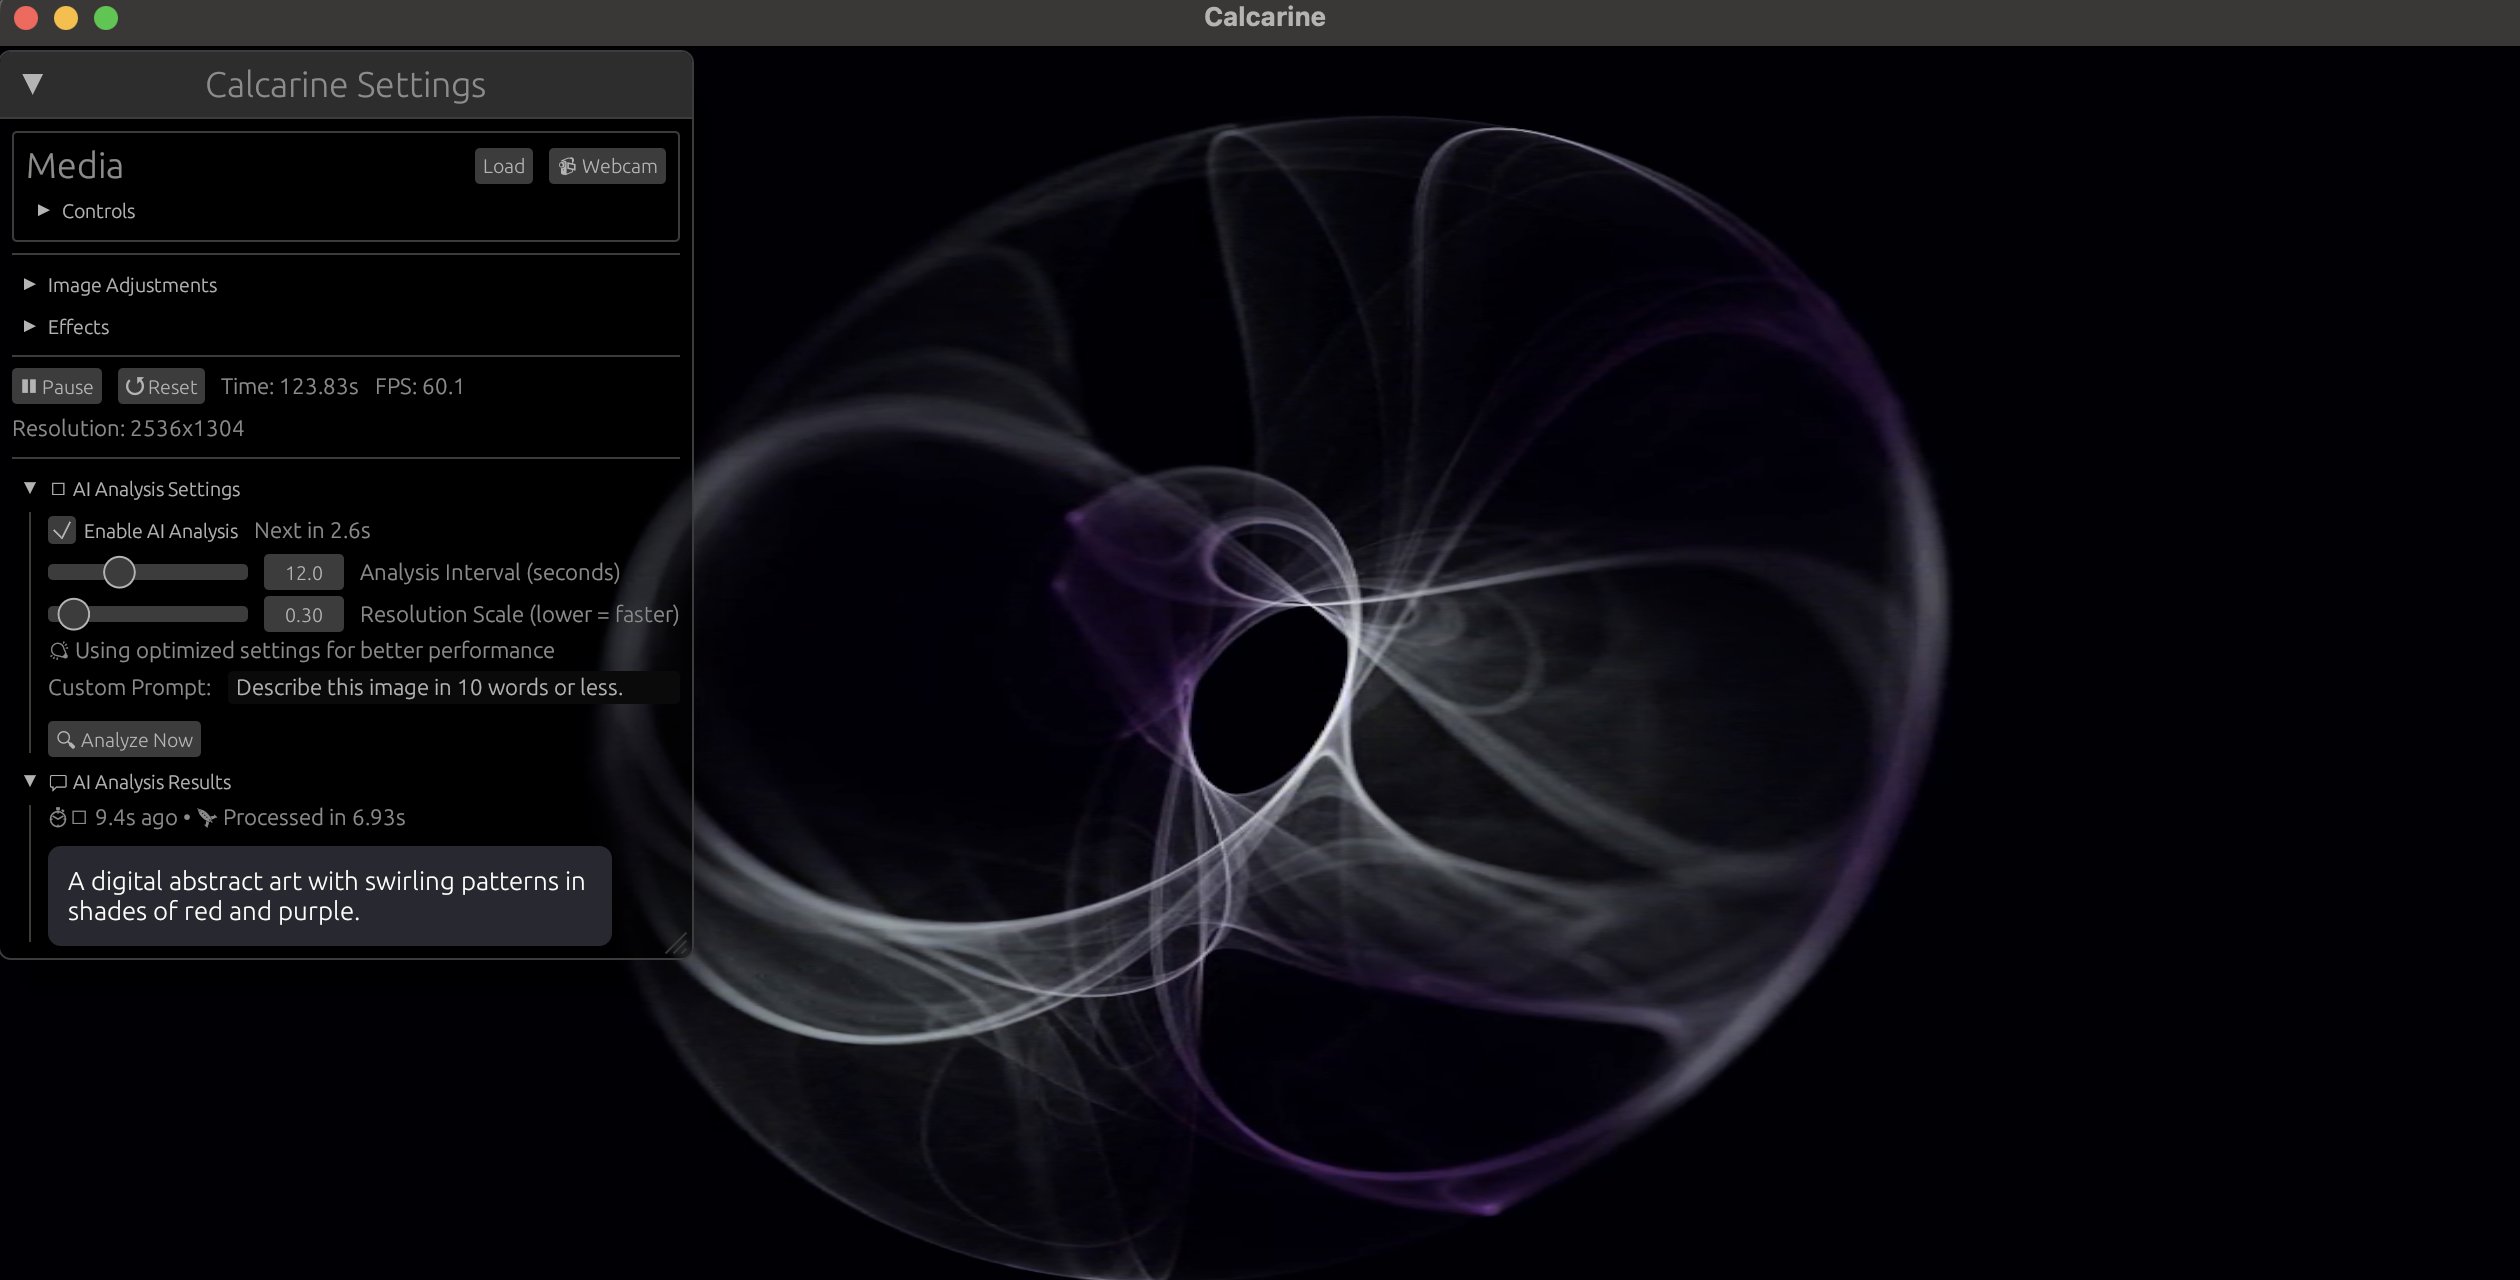 Calcarine
Calcarine Settings
Media
Load
Webcam
Controls
Image Adjustments
Effects
Pause Reset Time: 123.83s FPS: 60.1
Resolution: 2536x1304
AI Analysis Settings
Enable AI Analysis Next in 2.6s
12.0 Analysis Interval (seconds)
0.30 Resolution Scale (lower = faster)
Using optimized settings for better performance
Custom Prompt: Describe this image in 10 words or less.
Analyze Now
AI Analysis Results
9.4s ago • Processed in 6.93s
A digital abstract art with swirling patterns in
shades of red and purple.